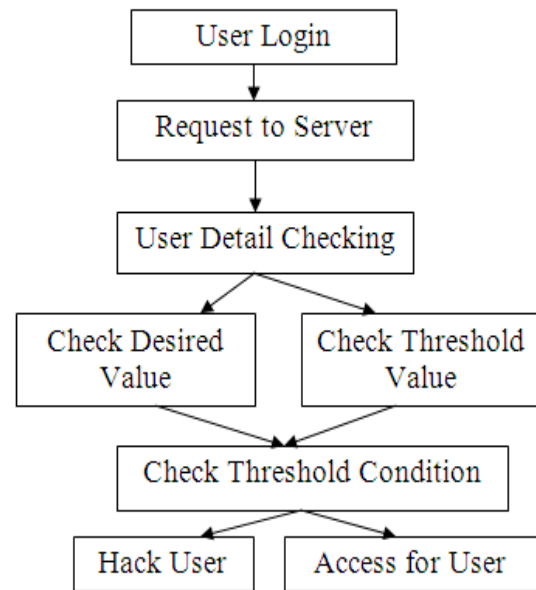 User Login
Request to Server
User Detail Checking
Check Desired
Value
Check Threshold
Value
Check Threshold Condition
Hack User
Access for User